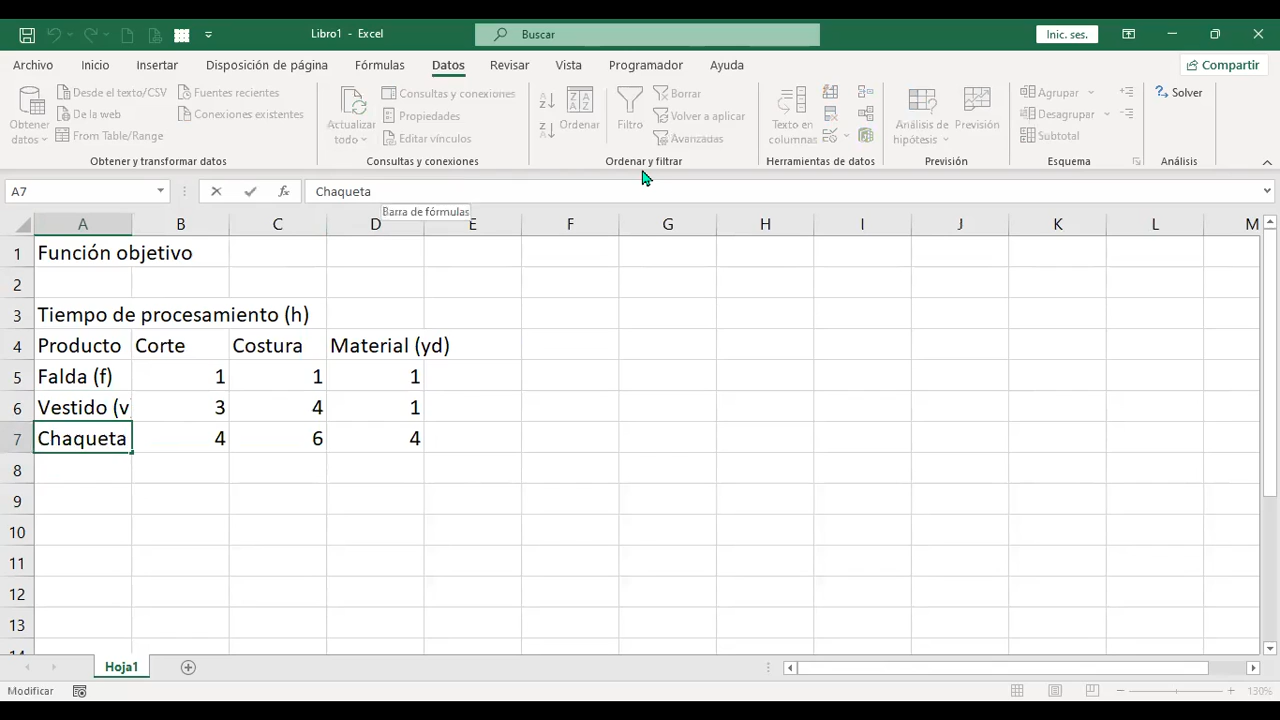 Libro1 - Excel
Buscar
Inic. ses.
Archivo Inicio Insertar Disposición de página Fórmulas Datos Revisar Vista Programador Ayuda Compartir
Obtener datos
Desde el texto/CSV
De la web
From Table/Range
Fuentes recientes
Conexiones existentes
Obtener y transformar datos
Actualizar todo
Consultas y conexiones
Propiedades
Editar vínculos
Consultas y conexiones
Ordenar
Filtro
Borrar
Volver a aplicar
Avanzadas
Ordenar y filtrar
Texto en columnas
Herramientas de datos
Análisis de hipótesis
Previsión
Previsión
Agrupar
Desagrupar
Subtotal
Esquema
Solver
Análisis
A7 fx Chaqueta
Barra de fórmulas
A B C D E F G H I J K L M
1 Función objetivo
2
3 Tiempo de procesamiento (h)
4 Producto Corte Costura Material (yd)
5 Falda (f) 1 1 1
6 Vestido (v 3 4 1
7 Chaqueta 4 6 4
8
9
10
11
12
13
Hoja1
Modificar 130%